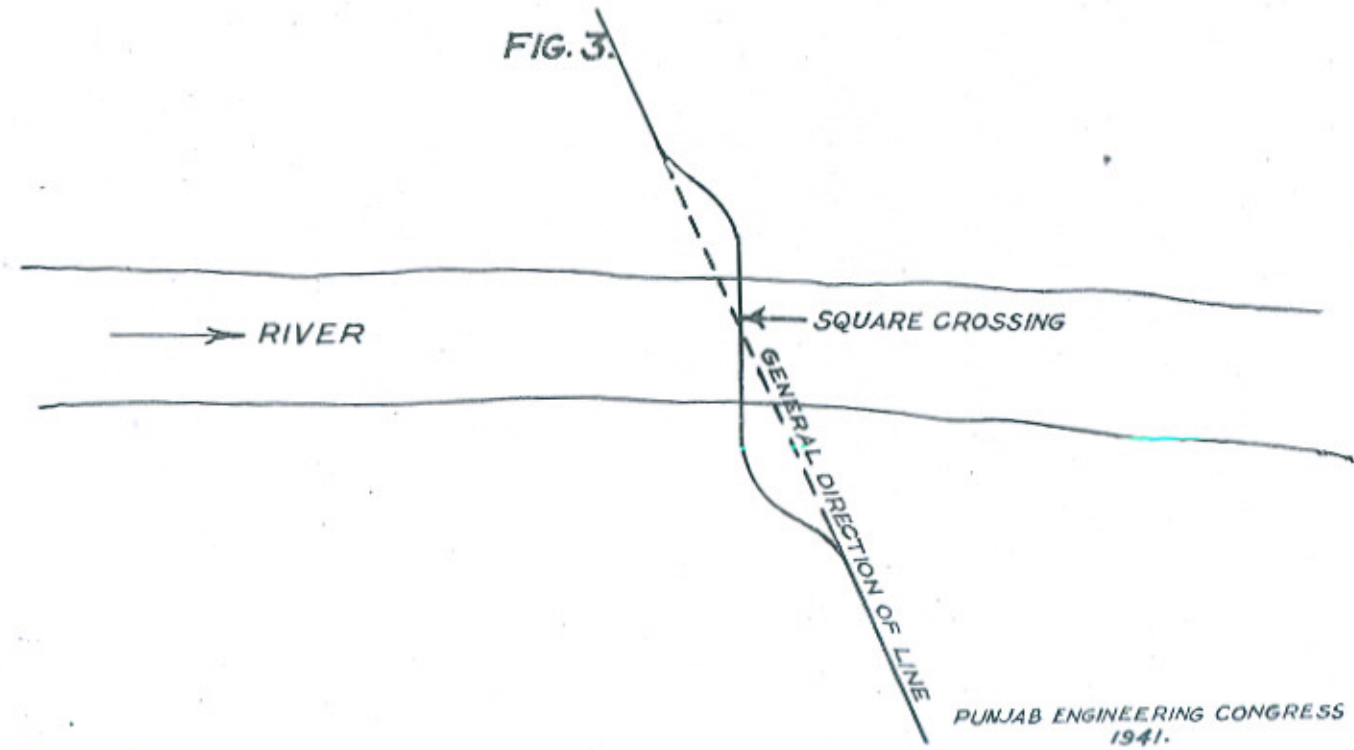 FIG. 3.
RIVER
SQUARE CROSSING
GENERAL DIRECTION OF LINE
PUNJAB ENGINEERING CONGRESS
1941.